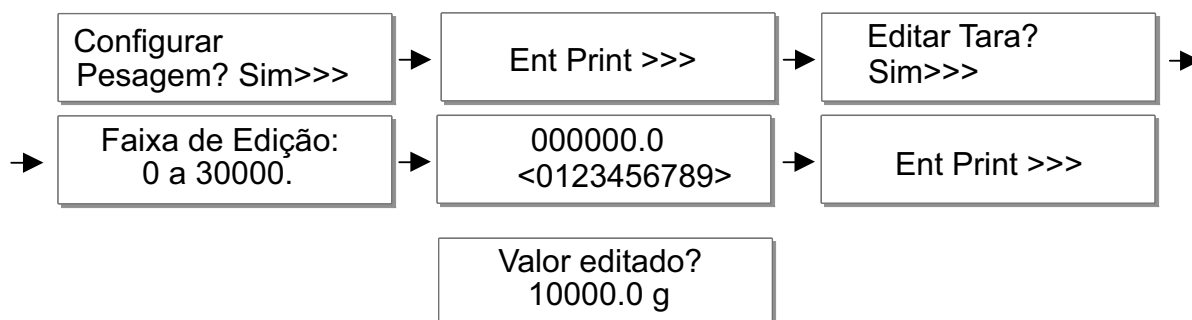 Configurar
Pesagem? Sim>>>
Ent Print >>>
Editar Tara?
Sim>>>
Faixa de Edição:
0 a 30000.
000000.0
<0123456789>
Ent Print >>>
Valor editado?
10000.0 g